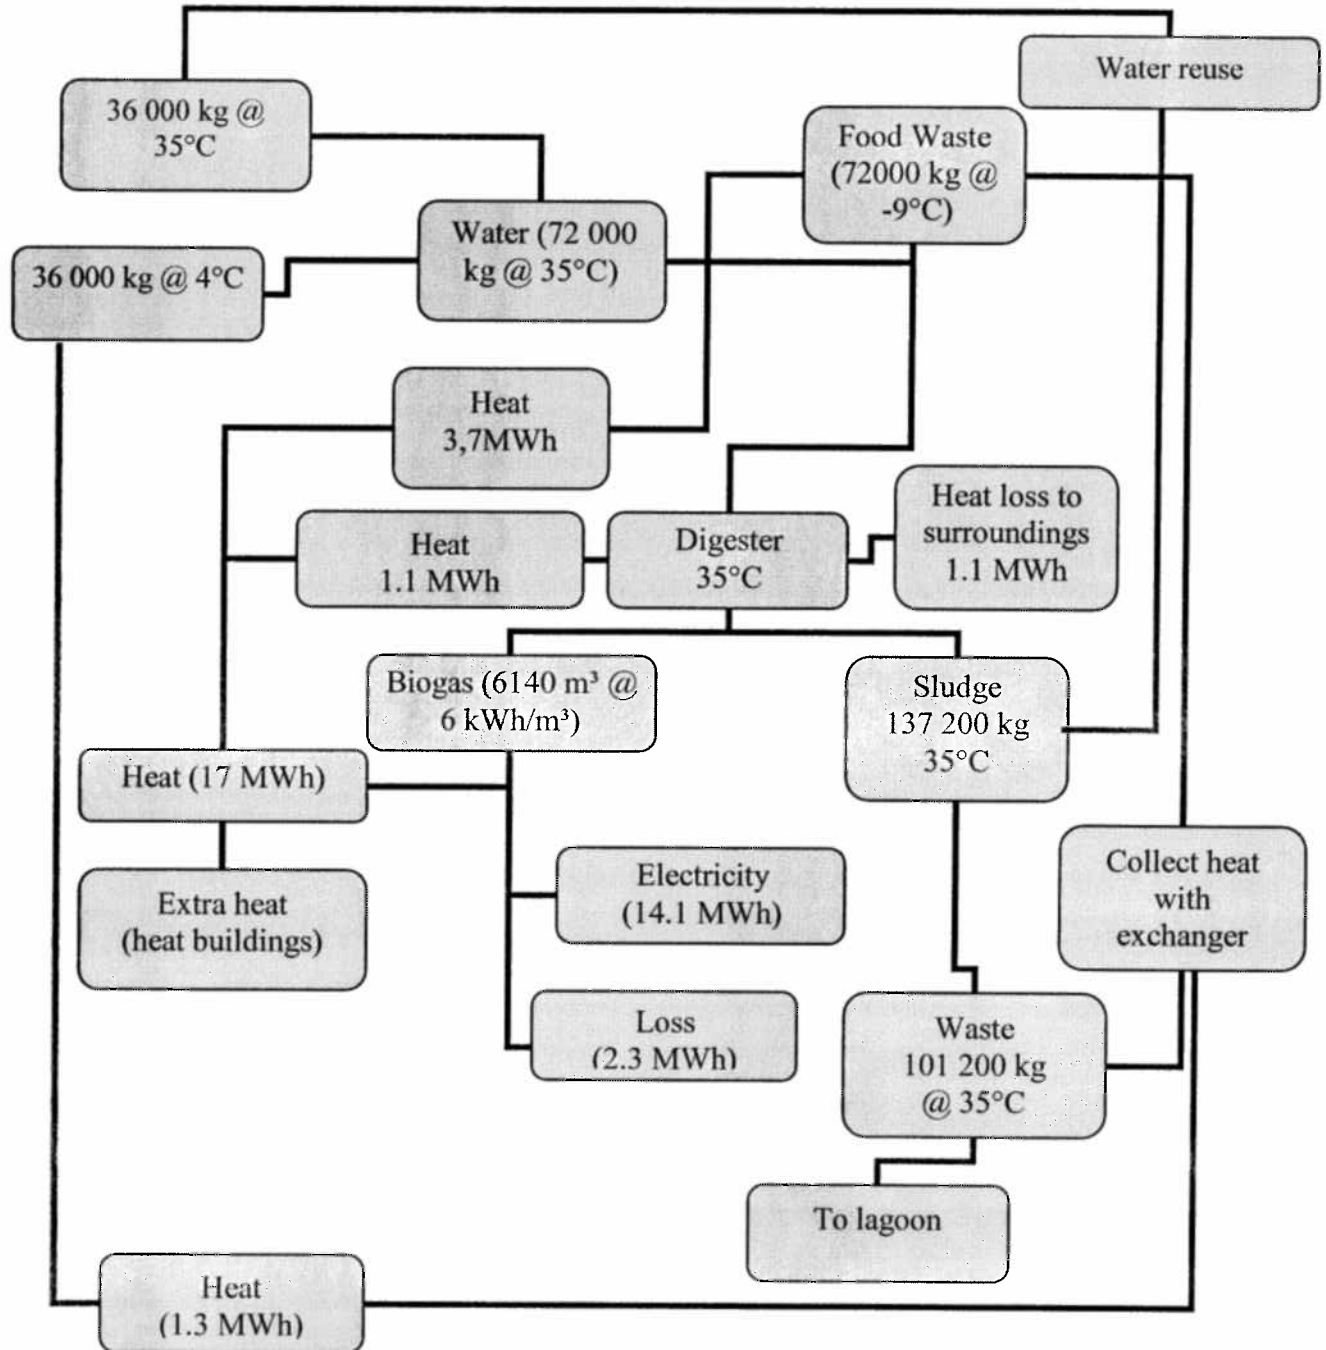 Water reuse
36 000 kg @
35°C
Food Waste
(72000 kg @
-9°C)
Water (72 000
kg @ 35°C)
36 000 kg @ 4°C
Heat
3,7MWh
Heat loss to
surroundings
1.1 MWh
Heat
1.1 MWh
Digester
35°C
Biogas (6140 m³ @
6 kWh/m³)
Sludge
137 200 kg
35°C
Heat (17 MWh)
Electricity
(14.1 MWh)
Collect heat
with
exchanger
Extra heat
(heat buildings)
Loss
(2.3 MWh)
Waste
101 200 kg
@ 35°C
To lagoon
Heat
(1.3 MWh)